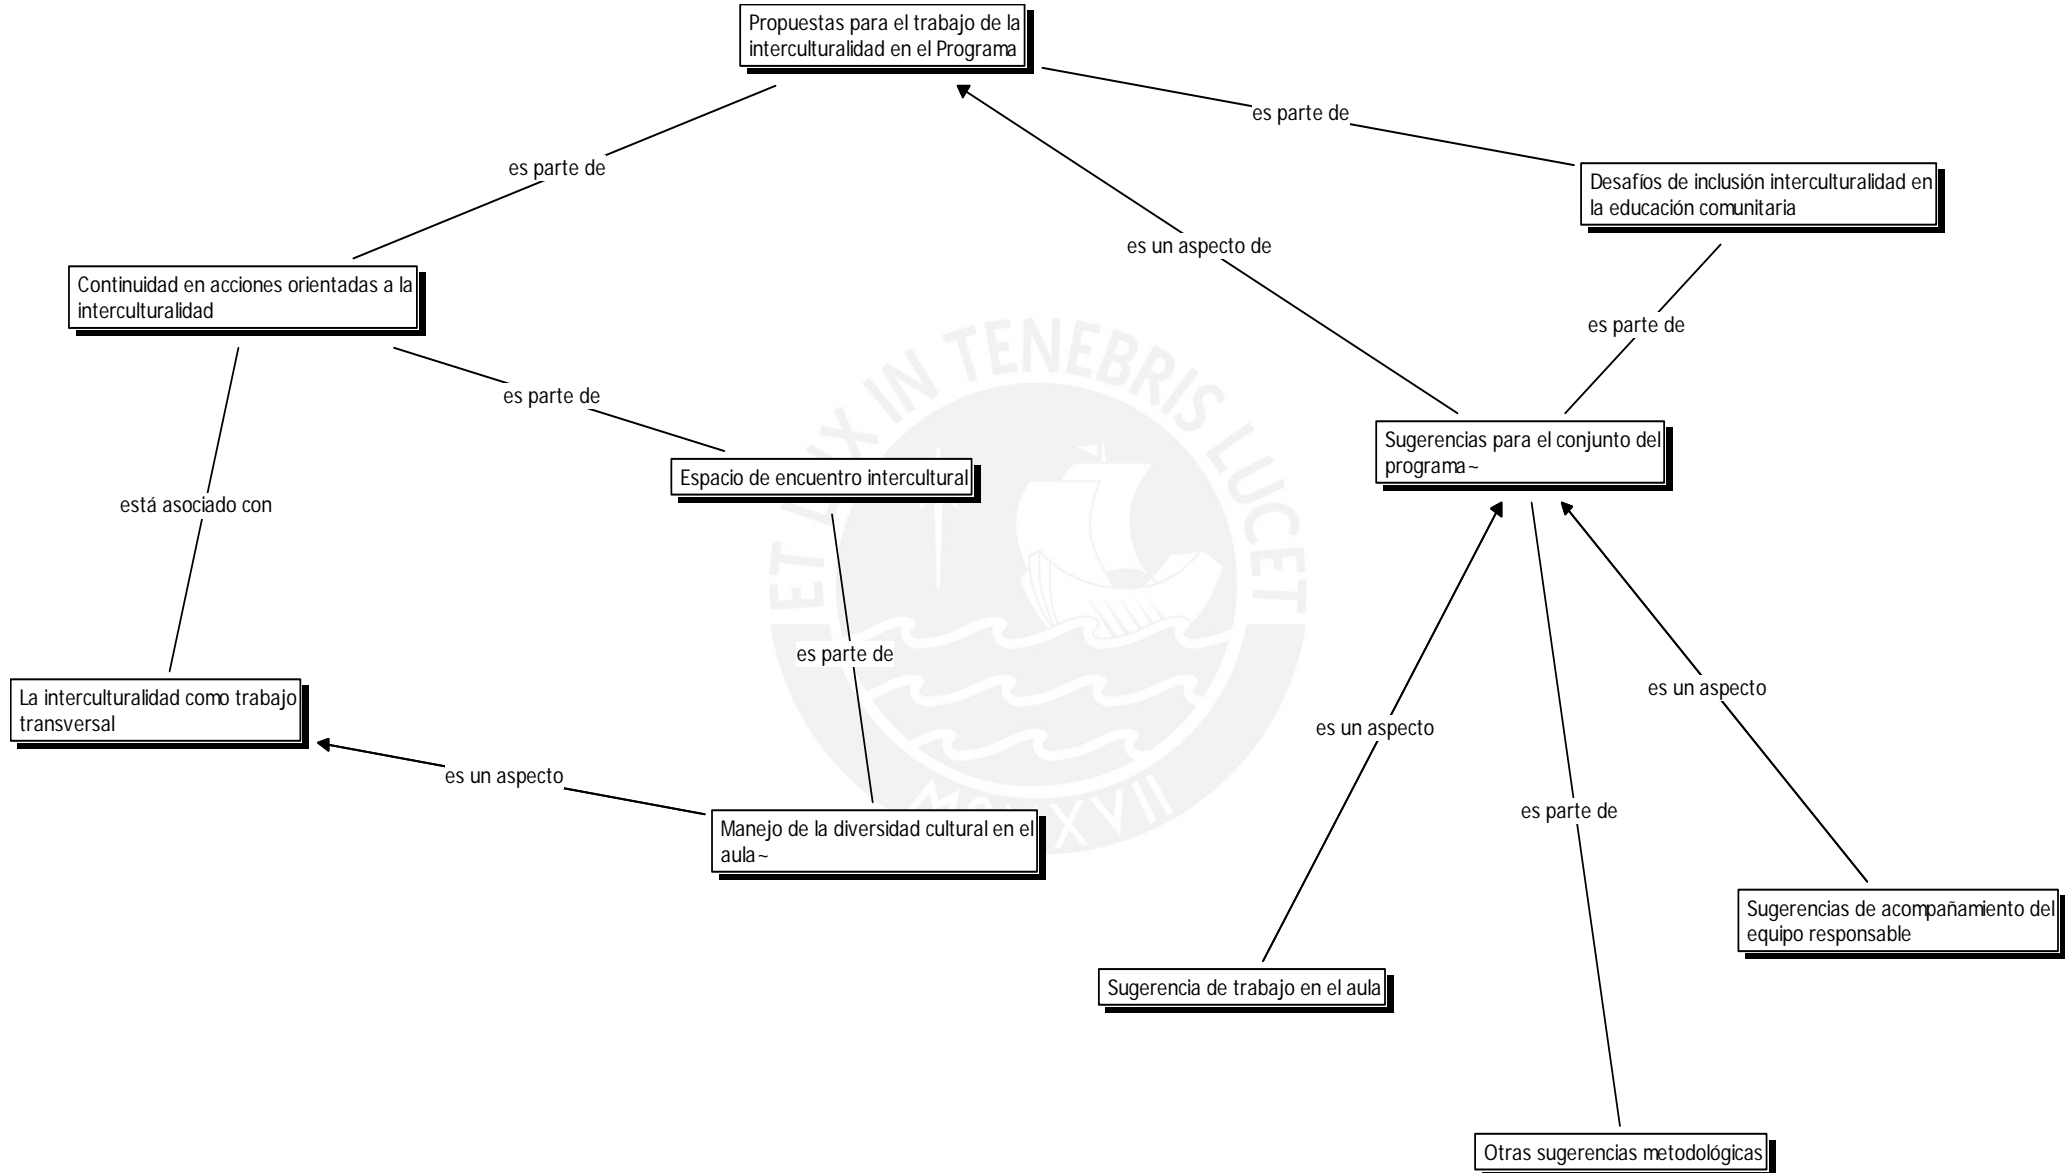 Propuestas para el trabajo de la
interculturalidad en el Programa
es parte de
es parte de
Desafíos de inclusión interculturalidad en
la educación comunitaria
es un aspecto de
Continuidad en acciones orientadas a la
interculturalidad
es parte de
es parte de
Sugerencias para el conjunto del
programa~
Espacio de encuentro intercultural
está asociado con
es parte de
La interculturalidad como trabajo
transversal
es un aspecto
es un aspecto
es un aspecto
es parte de
Manejo de la diversidad cultural en el
aula~
Sugerencias de acompañamiento del
equipo responsable
Sugerencia de trabajo en el aula
Otras sugerencias metodológicas
ET LUX IN TENEBRIS LUCET